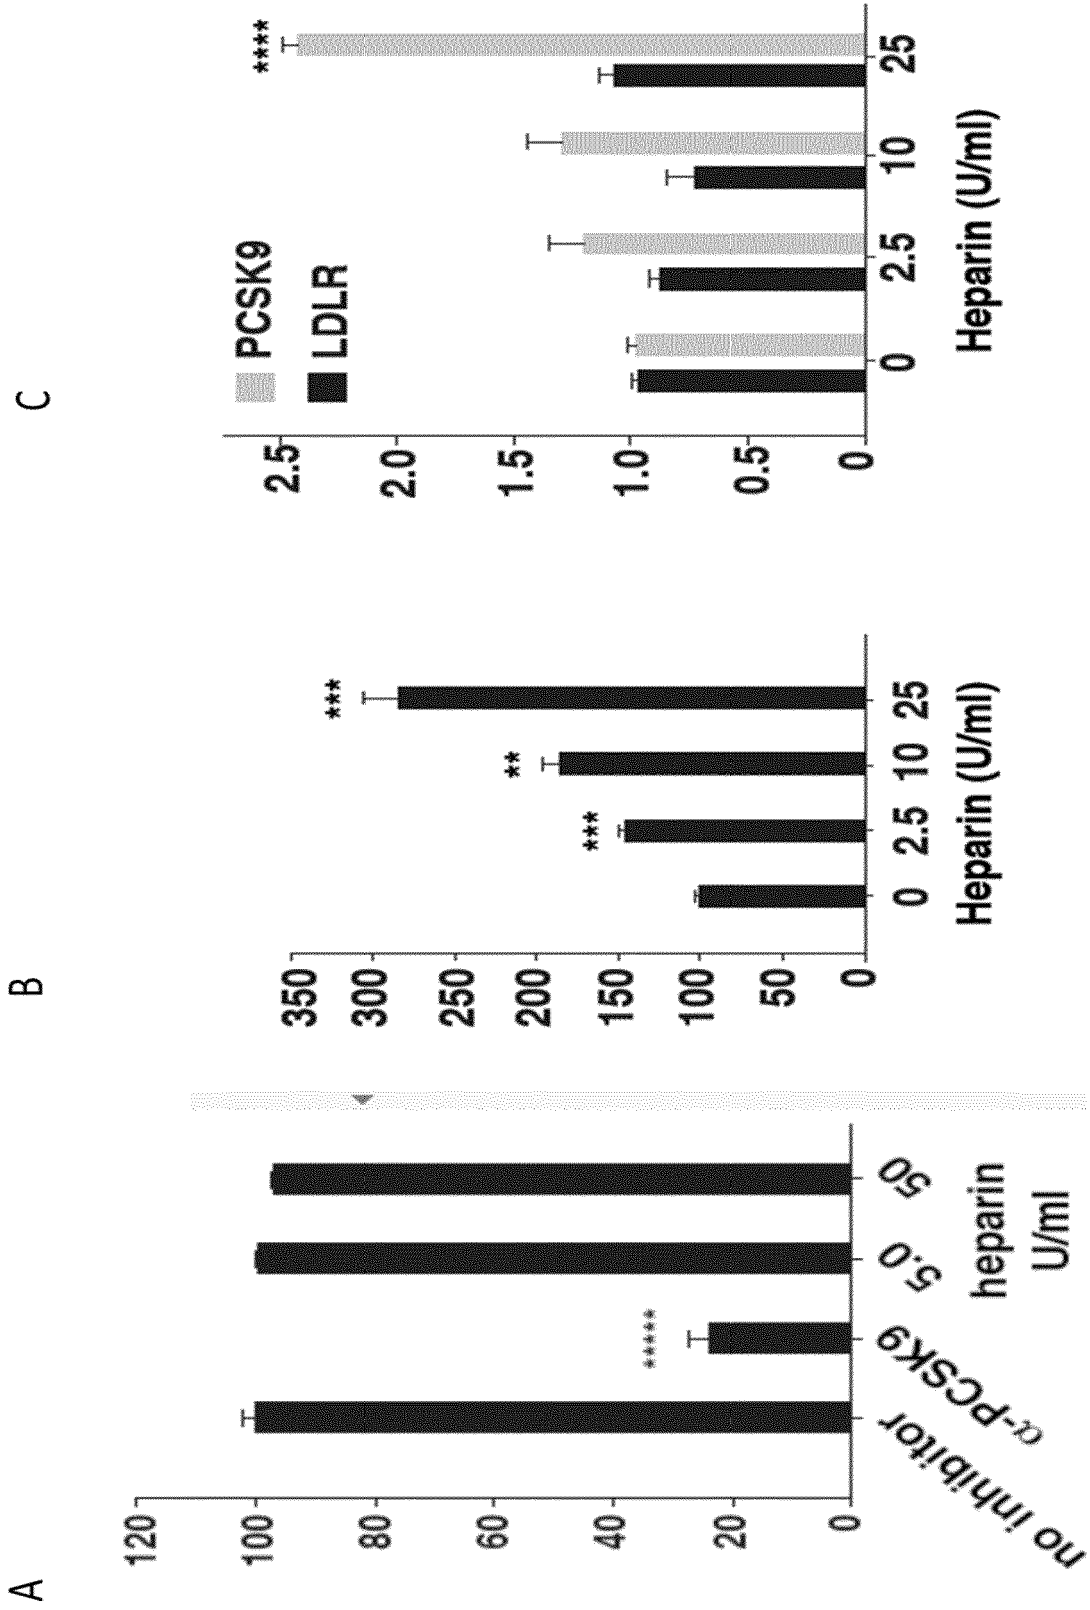 A
120
100
80
60
40
20
0
*****
no inhibitor
α-PCSK9
5.0
50
heparin
U/ml
B
350
300
250
200
150
100
50
0
***
**
***
0 2.5 10 25
Heparin (U/ml)
C
PCSK9
LDLR
2.5
2.0
1.5
1.0
0.5
0
****
0 2.5 10 25
Heparin (U/ml)